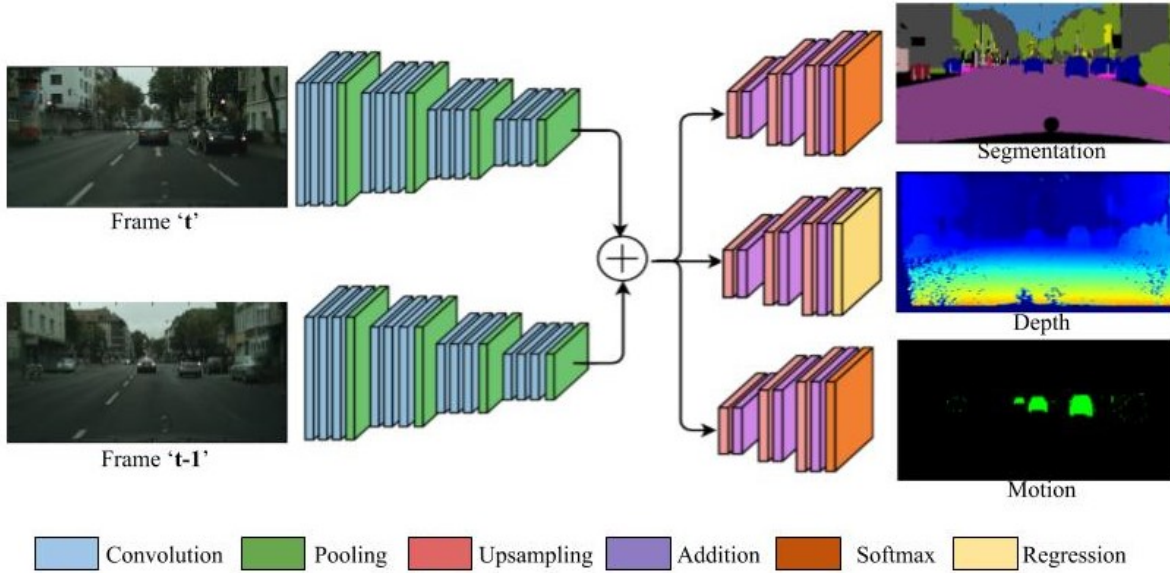 Segmentation
Frame ‘t’
Depth
Frame ‘t-1’
Motion
Convolution
Pooling
Upsampling
Addition
Softmax
Regression